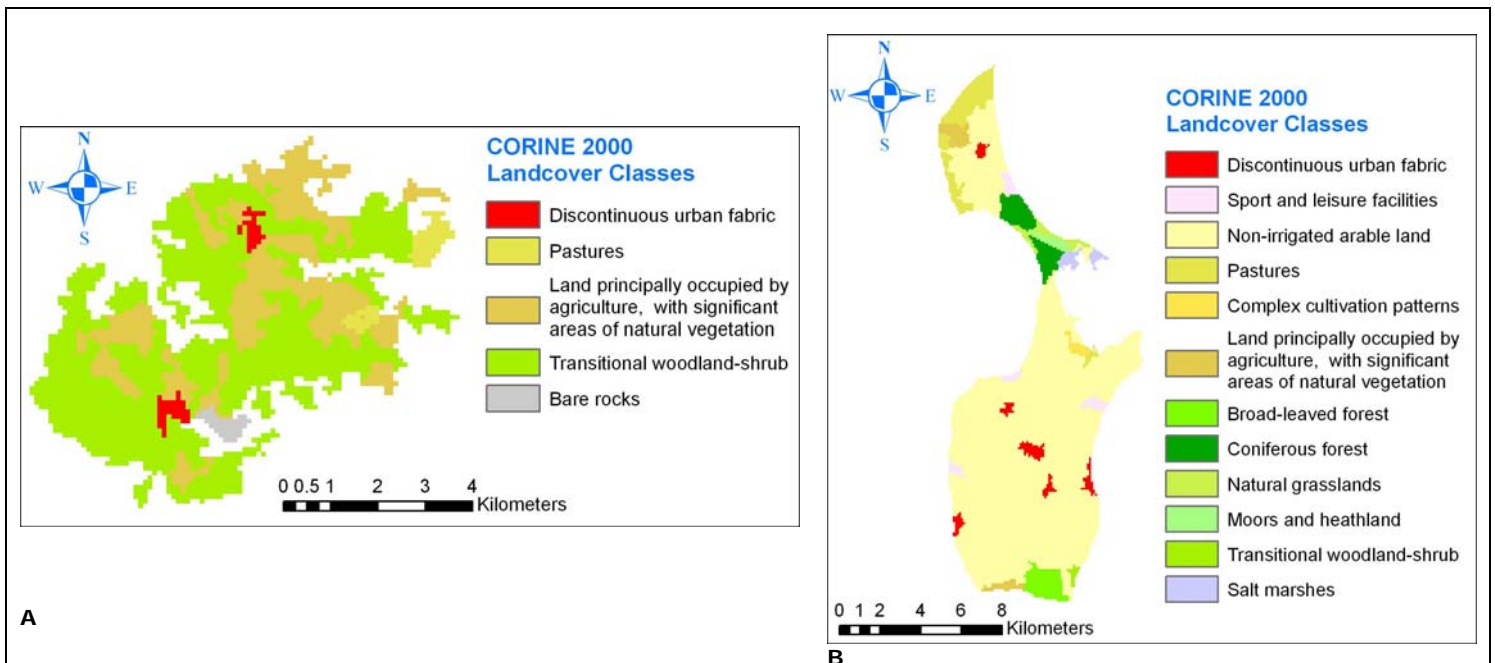 N
W E
S
CORINE 2000
Landcover Classes
Discontinuous urban fabric
Pastures
Land principally occupied by
agriculture, with significant
areas of natural vegetation
Transitional woodland-shrub
Bare rocks
0 0.5 1 2 3 4
Kilometers
A
N
W E
S
CORINE 2000
Landcover Classes
Discontinuous urban fabric
Sport and leisure facilities
Non-irrigated arable land
Pastures
Complex cultivation patterns
Land principally occupied by
agriculture, with significant
areas of natural vegetation
Broad-leaved forest
Coniferous forest
Natural grasslands
Moors and heathland
Transitional woodland-shrub
Salt marshes
0 1 2 4 6 8
Kilometers
B